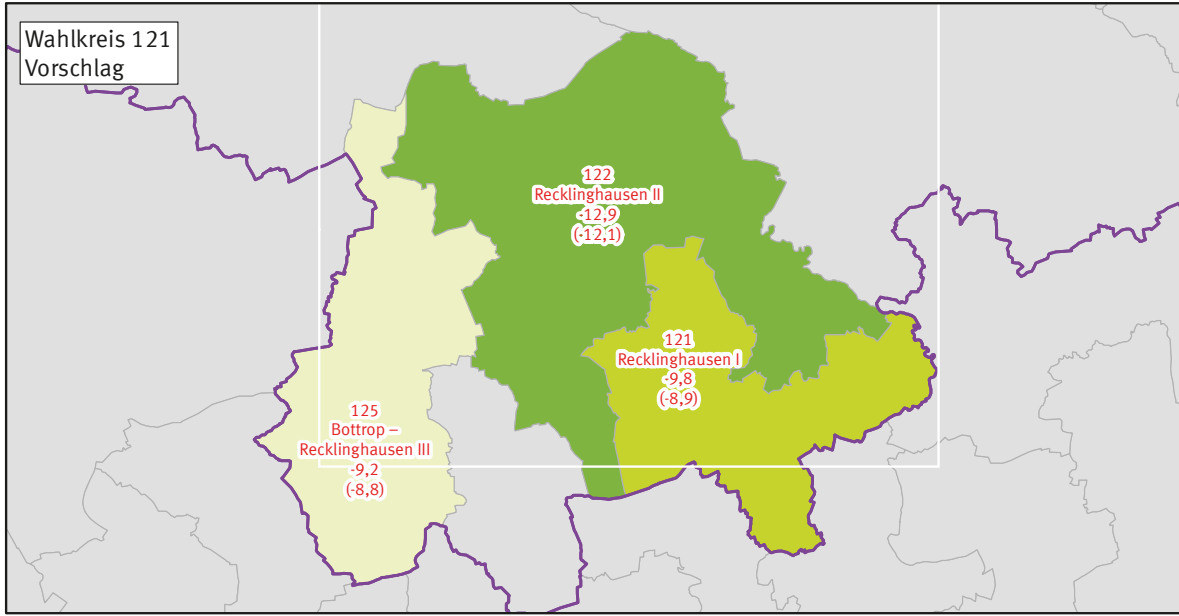 Wahlkreis 121
Vorschlag
122
Recklinghausen II
-12,9
(-12,1)
121
Recklinghausen I
-9,8
(-8,9)
125
Bottrop –
Recklinghausen III
-9,2
(-8,8)